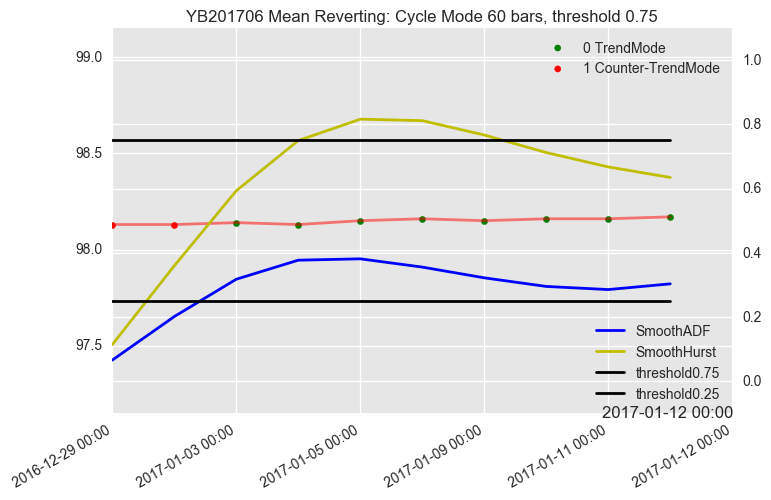 YB201706 Mean Reverting: Cycle Mode 60 bars, threshold 0.75
0 TrendMode
1 Counter-TrendMode
99.0
98.5
98.0
97.5
1.0
0.8
0.6
0.4
0.2
0.0
SmoothADF
SmoothHurst
threshold0.75
threshold0.25
2017-01-12 00:00
2016-12-29 00:00
2017-01-03 00:00
2017-01-05 00:00
2017-01-09 00:00
2017-01-11 00:00
2017-01-12 00:00